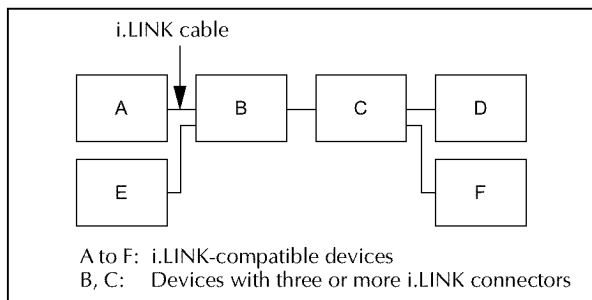 i.LINK cable
A
B
C
D
E
F
A to F: i.LINK-compatible devices
B, C: Devices with three or more i.LINK connectors